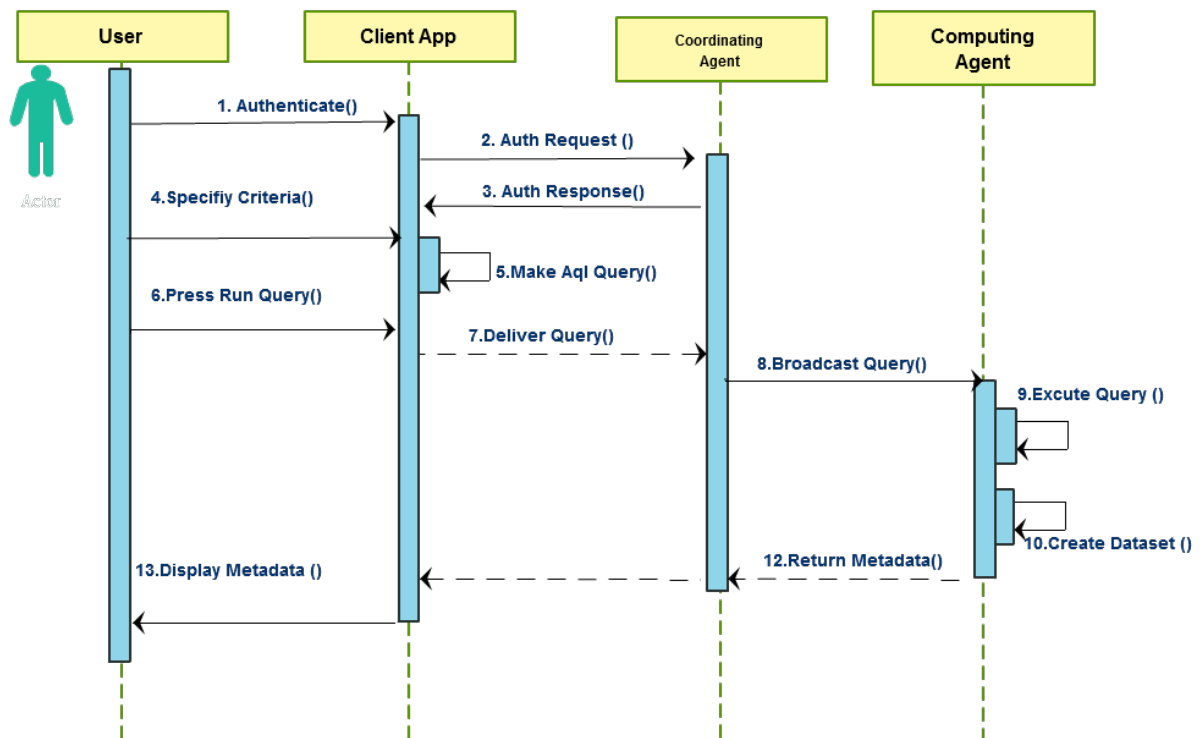 User
Client App
Coordinating
Agent
Computing
Agent
Actor
1. Authenticate()
2. Auth Request ()
3. Auth Response()
4.Specifiy Criteria()
5.Make Aql Query()
6.Press Run Query()
7.Deliver Query()
8.Broadcast Query()
9.Excute Query ()
10.Create Dataset ()
12.Return Metadata()
13.Display Metadata ()